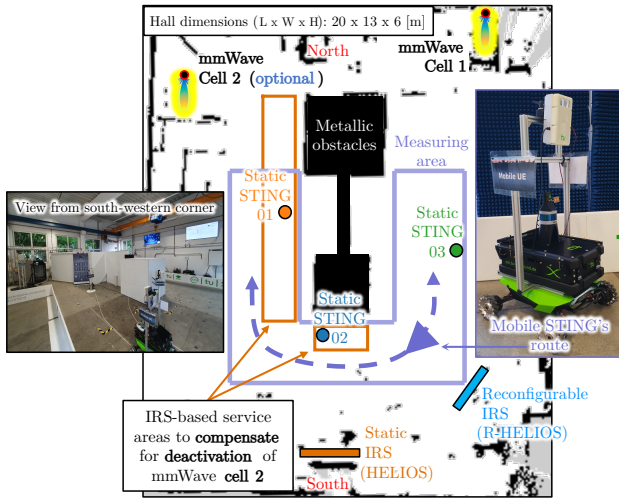 Hall dimensions (L x W x H): 20 x 13 x 6 [m]
North
mmWave
Cell 1
mmWave
Cell 2 (optional)
Metallic
obstacles
Measuring
area
Mobile UE
Static
STING
01
Static
STING
03
View from south-western corner
Static
STING
02
Mobile STING's
route
IRS-based service
areas to compensate
for deactivation of
mmWave cell 2
Reconfigurable
IRS
(R-HELIOS)
Static
IRS
(HELIOS)
South